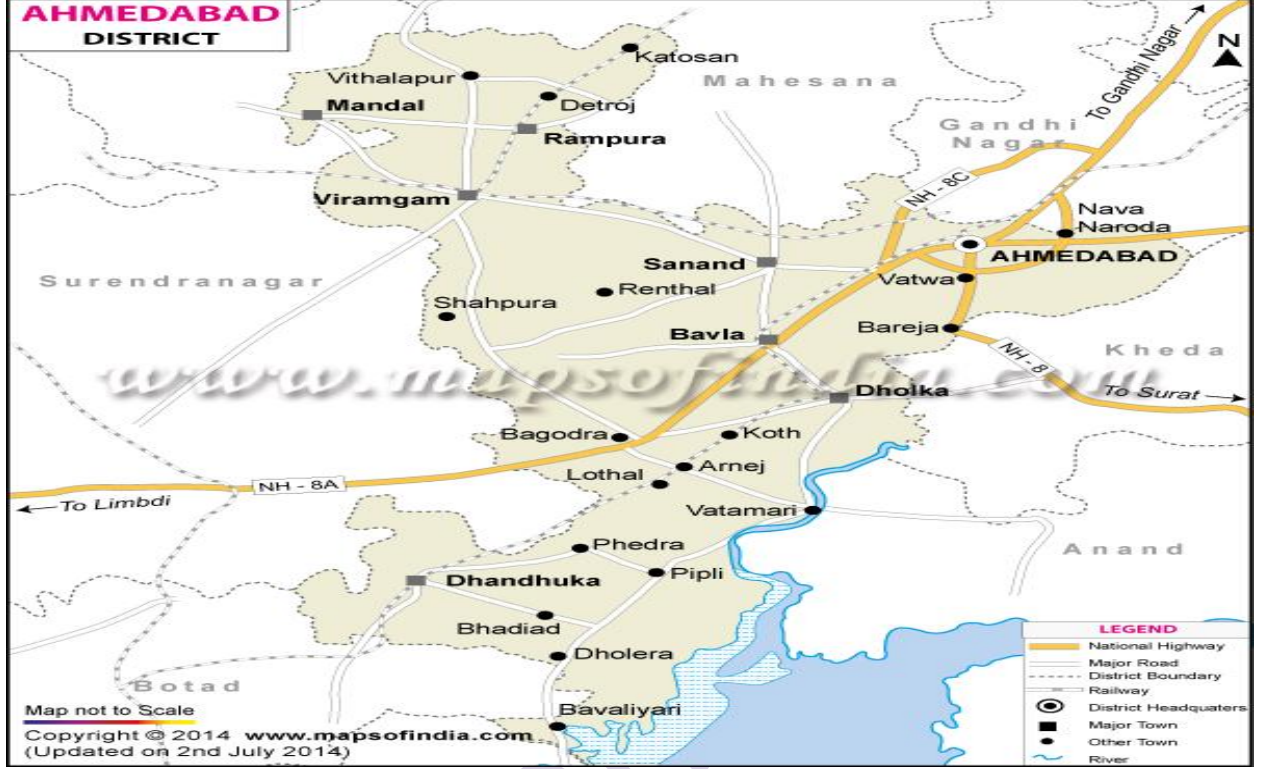 AHMEDABAD
DISTRICT
N
To Gandhi Nagar
Katosan
Vithalapur
Mahesana
Mandal
Detroj
Gandhi
Nagar
Rampura
NH - 8C
Viramgam
Nava
Naroda
AHMEDABAD
Sanand
Surendranagar
Vatwa
Renthal
Shahpura
Bavla
Bareja
NH - 8
Kheda
www.mapsofindia.com
Dholka
To Surat
Bagodra
Koth
Arnej
Lothal
NH - 8A
To Limbdi
Vatamari
Phedra
Anand
Pipli
Dhandhuka
Bhadiad
Dholera
Botad
Bavaliyari
Map not to Scale
Copyright @ 2014 www.mapsofindia.com
(Updated on 2nd July 2014)
LEGEND
National Highway
Major Road
District Boundary
Railway
District Headquaters
Major Town
Other Town
River